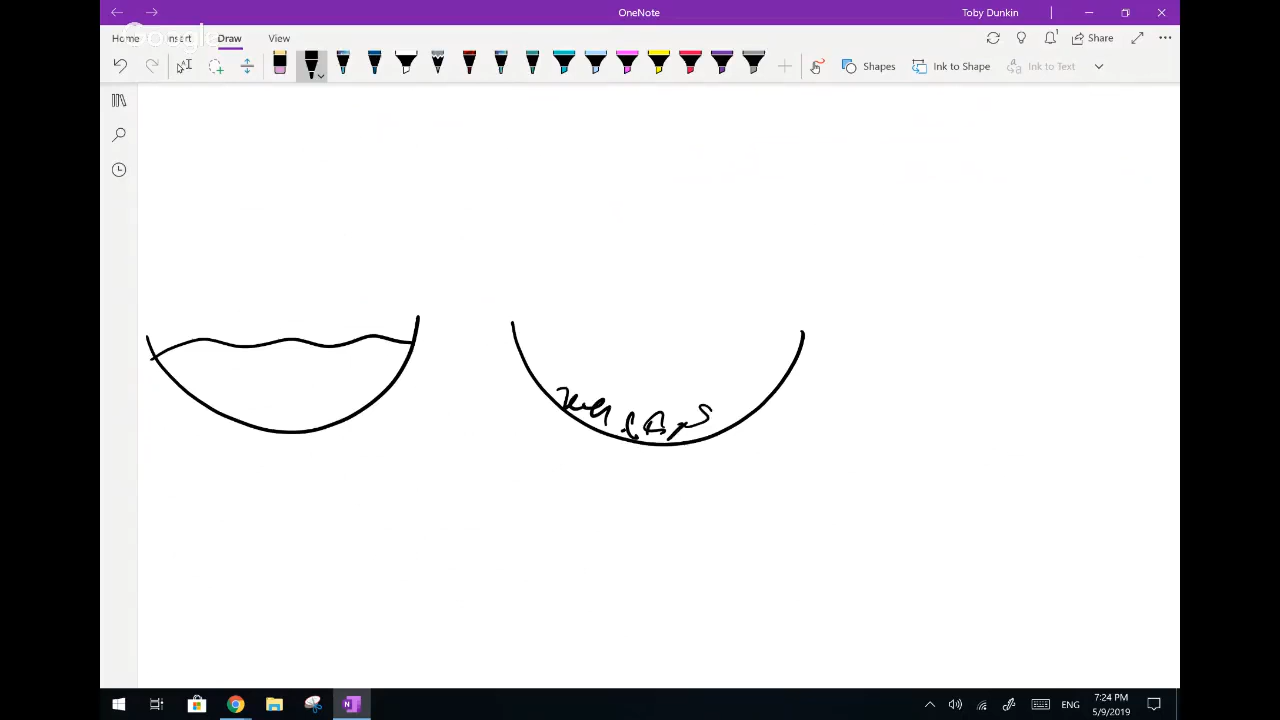 OneNote
Toby Dunkin
Home
Insert
Draw
View
Share
Shapes
Ink to Shape
Ink to Text
ENG
7:24 PM
5/9/2019